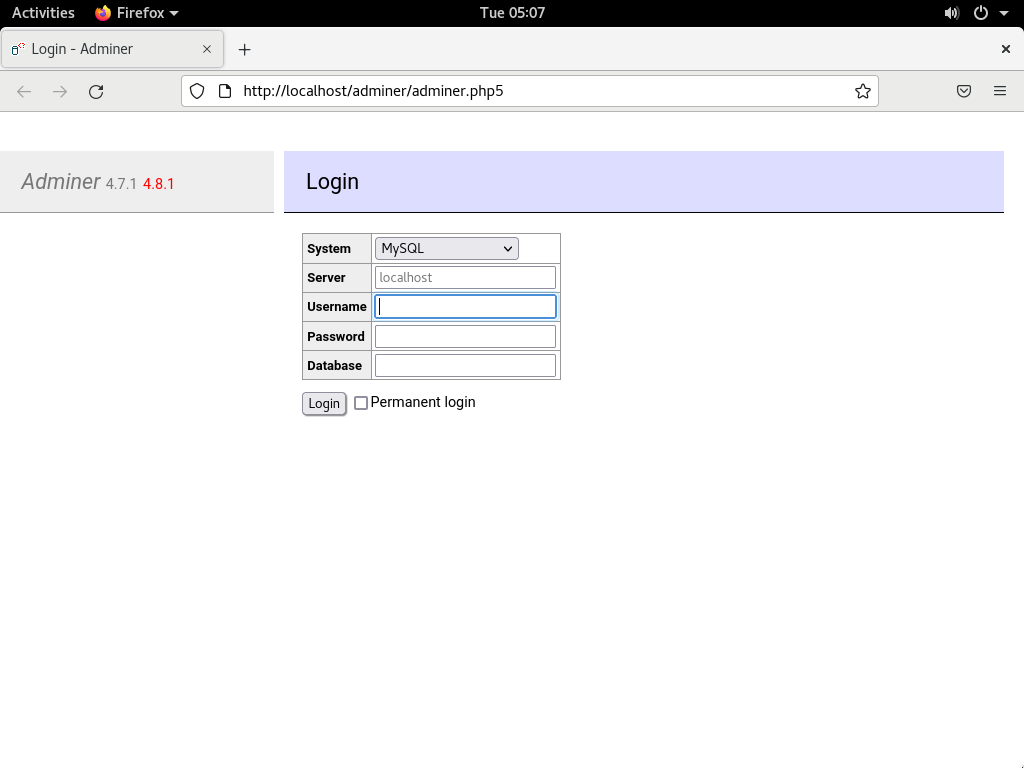 Activities Firefox Tue 05:07
Login - Adminer
http://localhost/adminer/adminer.php5
Adminer 4.7.1 4.8.1
Login
System MySQL
Server localhost
Username
Password
Database
Login Permanent login